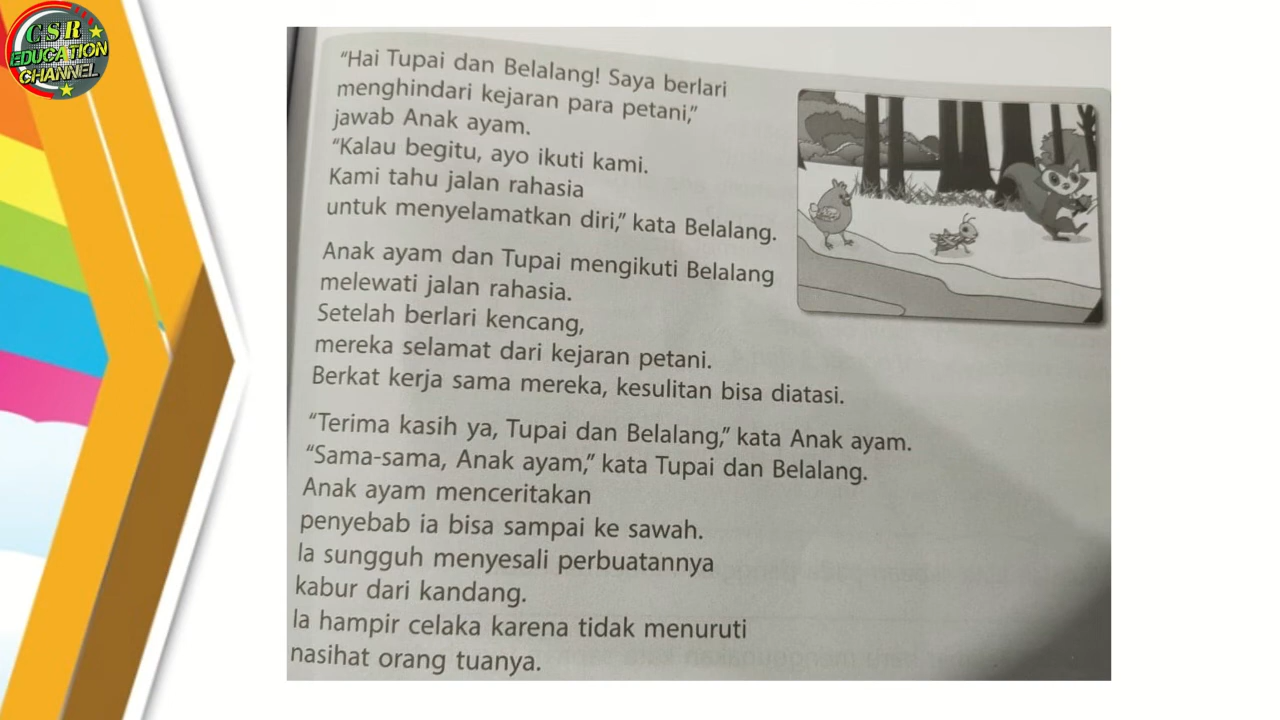 CSR
EDUCATION
CHANNEL
"Hai Tupai dan Belalang! Saya berlari
menghindari kejaran para petani,"
jawab Anak ayam.
"Kalau begitu, ayo ikuti kami.
Kami tahu jalan rahasia
untuk menyelamatkan diri," kata Belalang.
Anak ayam dan Tupai mengikuti Belalang
melewati jalan rahasia.
Setelah berlari kencang,
mereka selamat dari kejaran petani.
Berkat kerja sama mereka, kesulitan bisa diatasi.
"Terima kasih ya, Tupai dan Belalang," kata Anak ayam.
"Sama-sama, Anak ayam," kata Tupai dan Belalang.
Anak ayam menceritakan
penyebab ia bisa sampai ke sawah.
Ia sungguh menyesali perbuatannya
kabur dari kandang.
Ia hampir celaka karena tidak menuruti
nasihat orang tuanya.